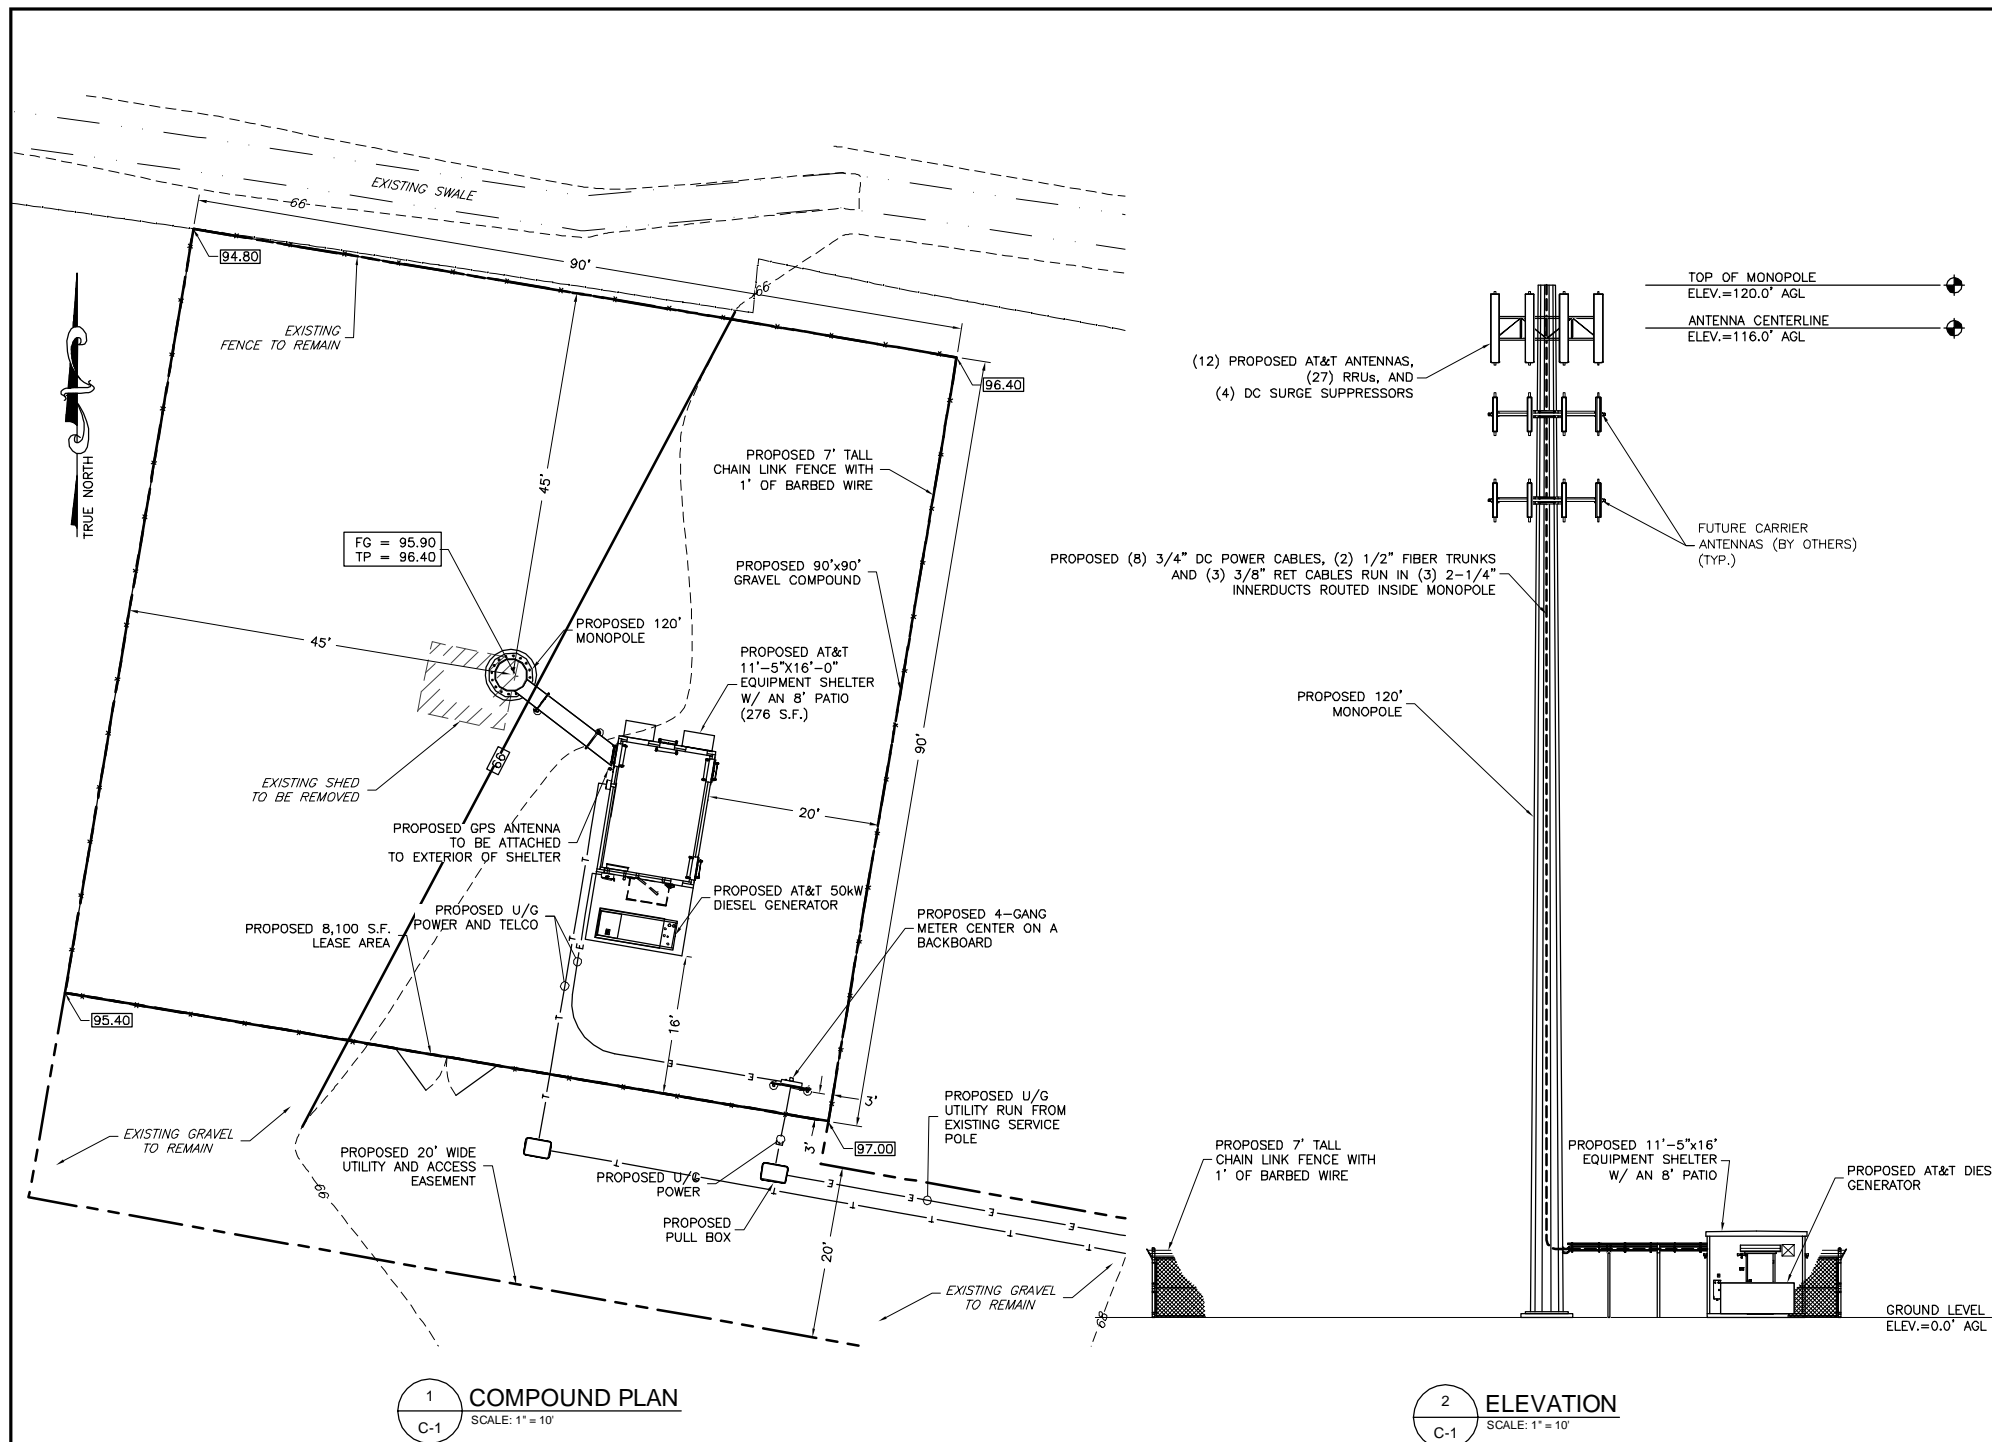 EXISTING SWALE
66
94.80
90'
66
EXISTING
FENCE TO REMAIN
96.40
TRUE NORTH
45'
PROPOSED 7' TALL
CHAIN LINK FENCE WITH
1' OF BARBED WIRE
FG = 95.90
TP = 96.40
PROPOSED 90'x90'
GRAVEL COMPOUND
45'
PROPOSED 120'
MONOPOLE
PROPOSED AT&T
11'-5"X16'-0"
EQUIPMENT SHELTER
W/ AN 8' PATIO
(276 S.F.)
90'
66
EXISTING SHED
TO BE REMOVED
20'
PROPOSED GPS ANTENNA
TO BE ATTACHED
TO EXTERIOR OF SHELTER
T
PROPOSED AT&T 50kW
DIESEL GENERATOR
PROPOSED U/G
POWER AND TELCO
PROPOSED 8,100 S.F.
LEASE AREA
PROPOSED 4-GANG
METER CENTER ON A
BACKBOARD
T
E
T
95.40
16'
E
E
T
3'
PROPOSED U/G
UTILITY RUN FROM
EXISTING SERVICE
POLE
EXISTING GRAVEL
TO REMAIN
3'
97.00
PROPOSED 20' WIDE
UTILITY AND ACCESS
EASEMENT
66
PROPOSED U/G
POWER
T
T
T
E
E
E
E
T
T
T
T
PROPOSED
PULL BOX
20'
EXISTING GRAVEL
TO REMAIN
68
1
C-1
COMPOUND PLAN
SCALE: 1" = 10'
TOP OF MONOPOLE
ELEV.=120.0' AGL
ANTENNA CENTERLINE
ELEV.=116.0' AGL
(12) PROPOSED AT&T ANTENNAS,
(27) RRUs, AND
(4) DC SURGE SUPPRESSORS
FUTURE CARRIER
ANTENNAS (BY OTHERS)
(TYP.)
PROPOSED (8) 3/4" DC POWER CABLES, (2) 1/2" FIBER TRUNKS
AND (3) 3/8" RET CABLES RUN IN (3) 2-1/4"
INNERDUCTS ROUTED INSIDE MONOPOLE
PROPOSED 120'
MONOPOLE
PROPOSED 7' TALL
CHAIN LINK FENCE WITH
1' OF BARBED WIRE
PROPOSED 11'-5"x16'
EQUIPMENT SHELTER
W/ AN 8' PATIO
PROPOSED AT&T DIES
GENERATOR
GROUND LEVEL
ELEV.=0.0' AGL
2
C-1
ELEVATION
SCALE: 1" = 10'